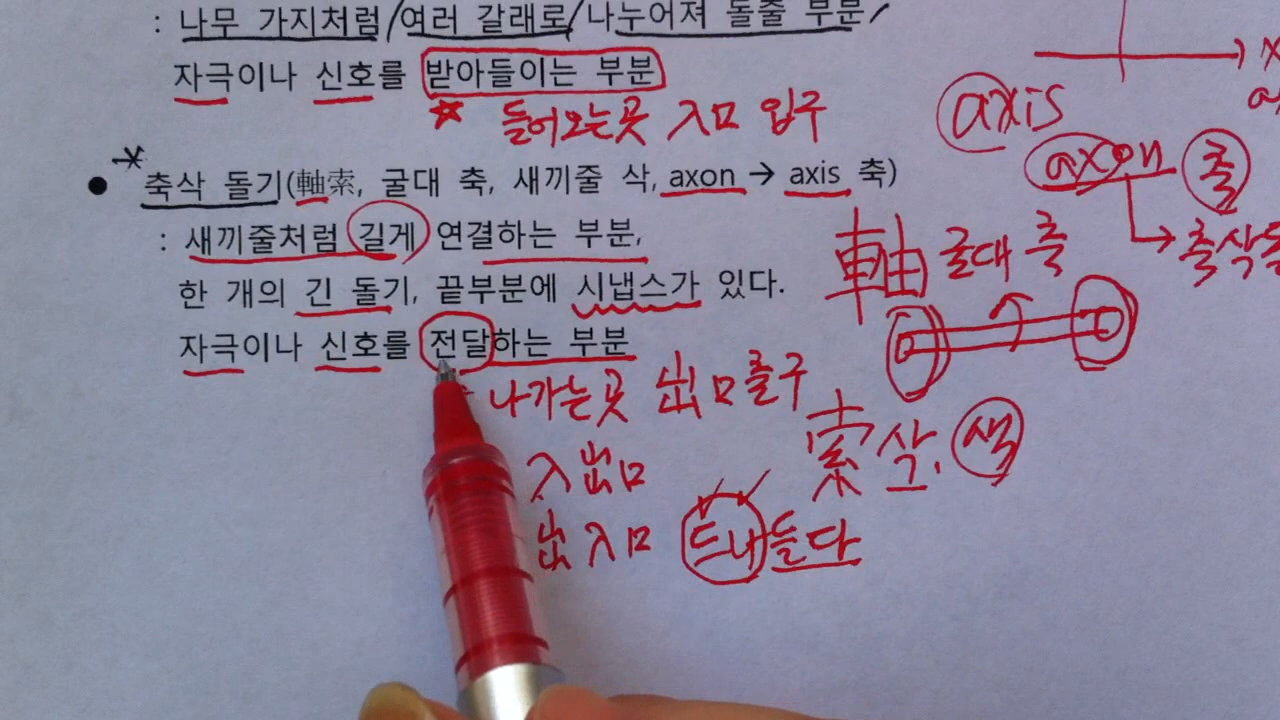 : 나무 가지처럼/여러 갈래로/나누어져 돌출 부분/
자극이나 신호를 받아들이는 부분
들어오는곳 入口 입구
x
axis
axon 축
● * 축삭 돌기(軸索, 굴대 축, 새끼줄 삭, axon → axis 축)
: 새끼줄처럼 길게 연결하는 부분,
軸 굴대 축
축삭돌
한 개의 긴 돌기, 끝부분에 시냅스가 있다.
자극이나 신호를 전달하는 부분
나가는곳 出口 출구
索 삭, 색
入出口
出入口 드나들다